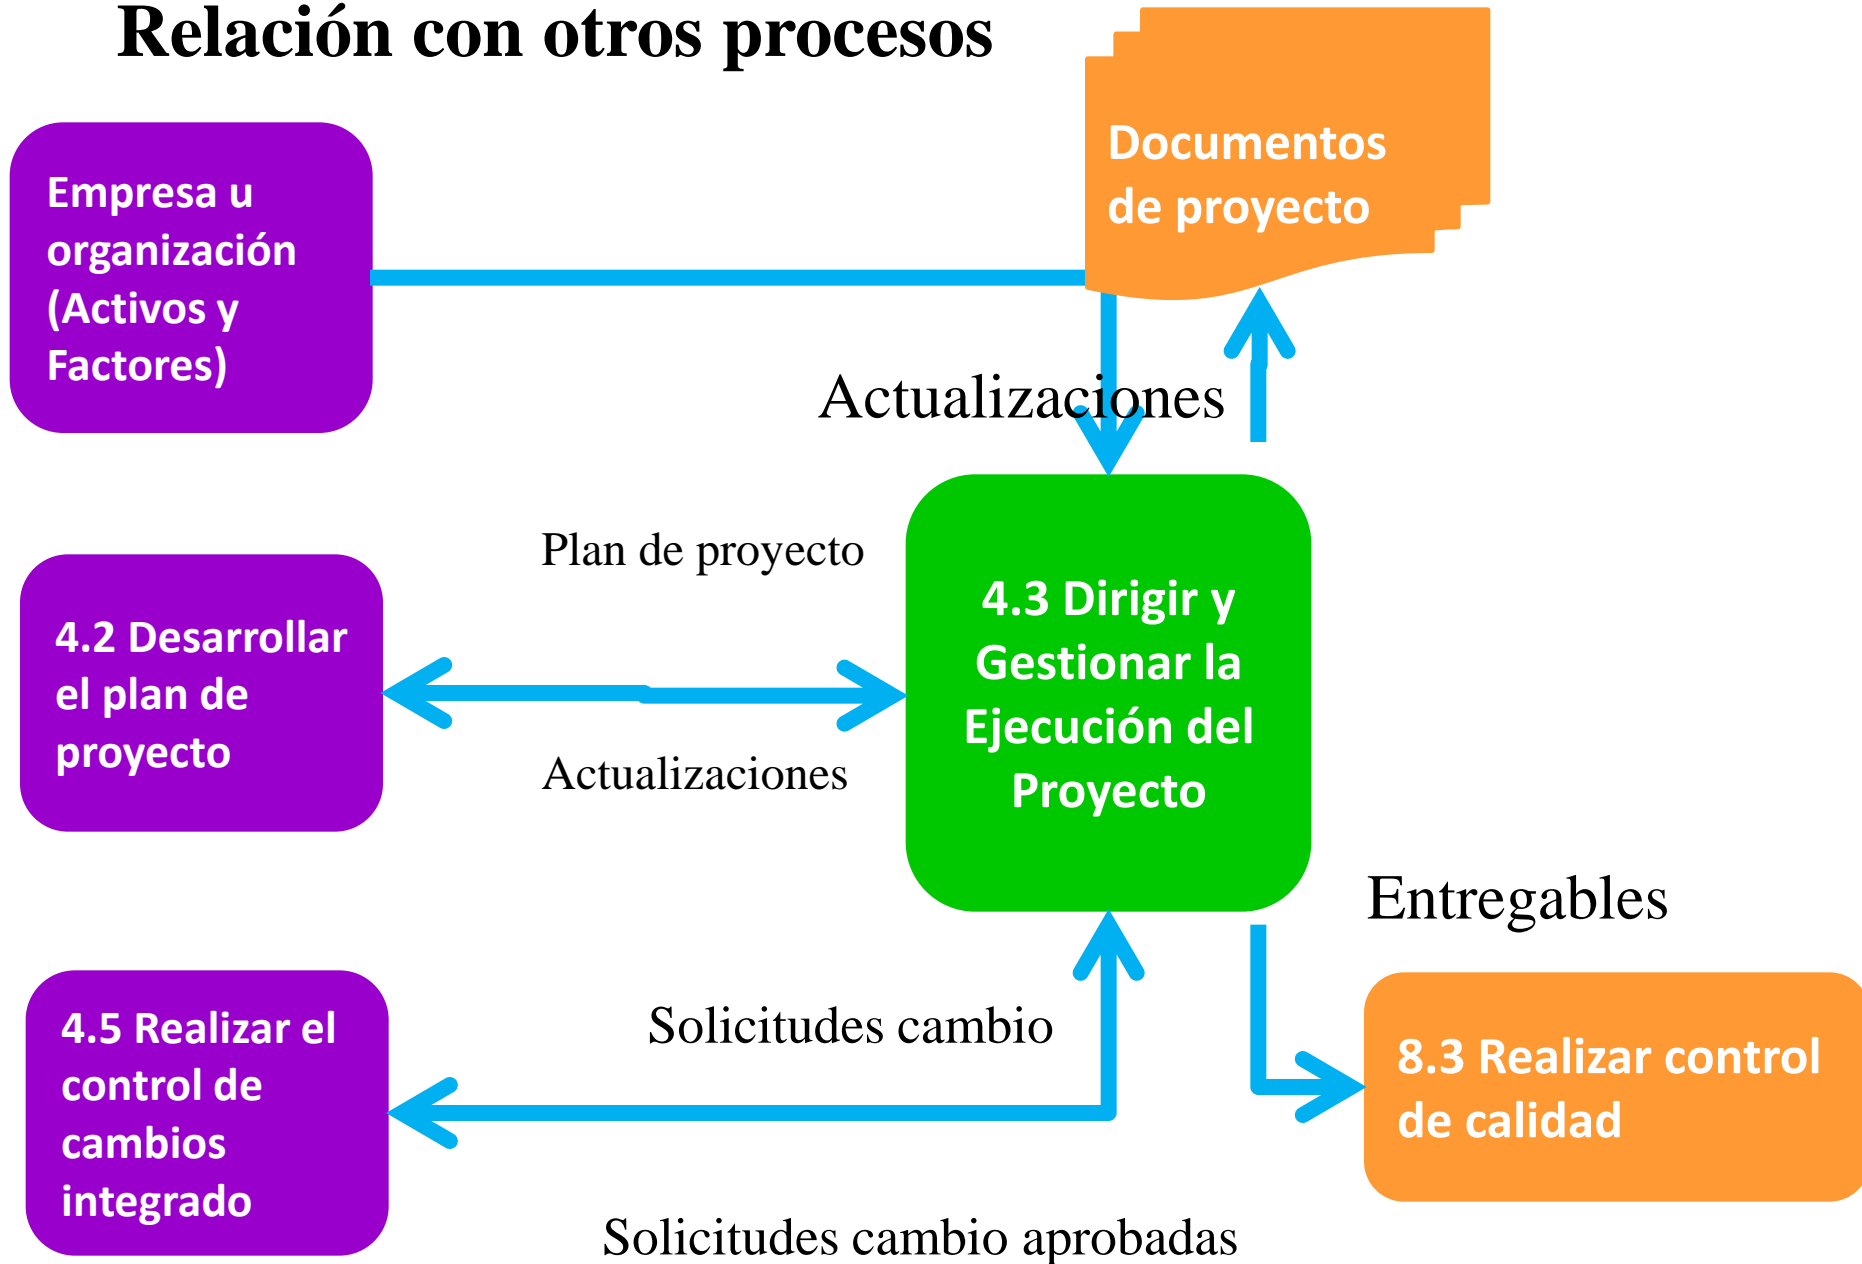 Relación con otros procesos
Documentos
de proyecto
Empresa u
organización
(Activos y
Factores)
Actualizaciones
Plan de proyecto
4.2 Desarrollar
el plan de
proyecto
4.3 Dirigir y
Gestionar la
Ejecución del
Proyecto
Actualizaciones
Entregables
4.5 Realizar el
control de
cambios
integrado
Solicitudes cambio
8.3 Realizar control
de calidad
Solicitudes cambio aprobadas